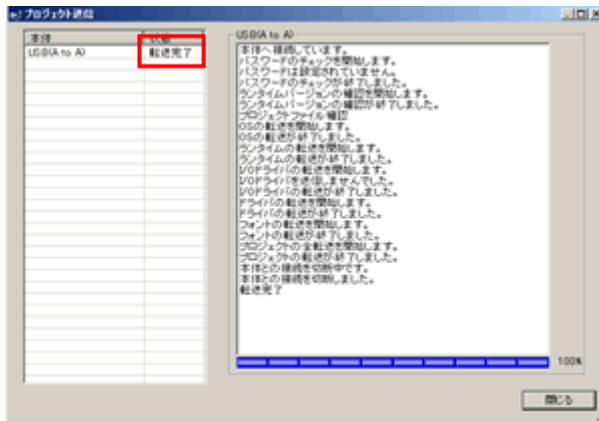 プロジェクト送信
本体
状態
USB(A to A)
転送完了
USB(A to A)
本体へ接続しています。
パスワードのチェックを開始します。
パスワードは設定されていません。
パスワードのチェックが終了しました。
ランタイムバージョンの確認を開始します。
ランタイムバージョンの確認が終了しました。
プロジェクトファイル確認
OSの転送を開始します。
OSの転送が終了しました。
ランタイムの転送を開始します。
ランタイムの転送が終了しました。
I/Oドライバの転送を開始します。
I/Oドライバを送信しませんでした。
I/Oドライバの転送が終了しました。
ドライバの転送を開始します。
ドライバの転送が終了しました。
フォントの転送を開始します。
フォントの転送が終了しました。
プロジェクトの全転送を開始します。
プロジェクトの転送が終了しました。
本体との接続を切断中です。
本体との接続を切断しました。
転送完了
100%
閉じる